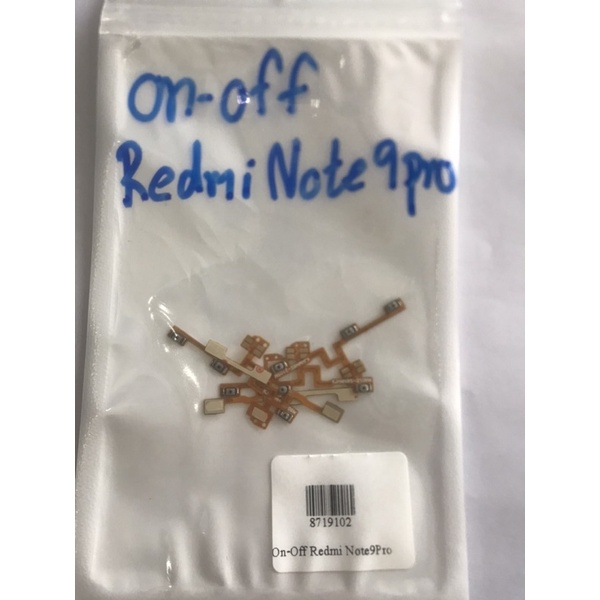 on-off
Redmi Note 9pro
8719102
On-Off Redmi Note9Pro